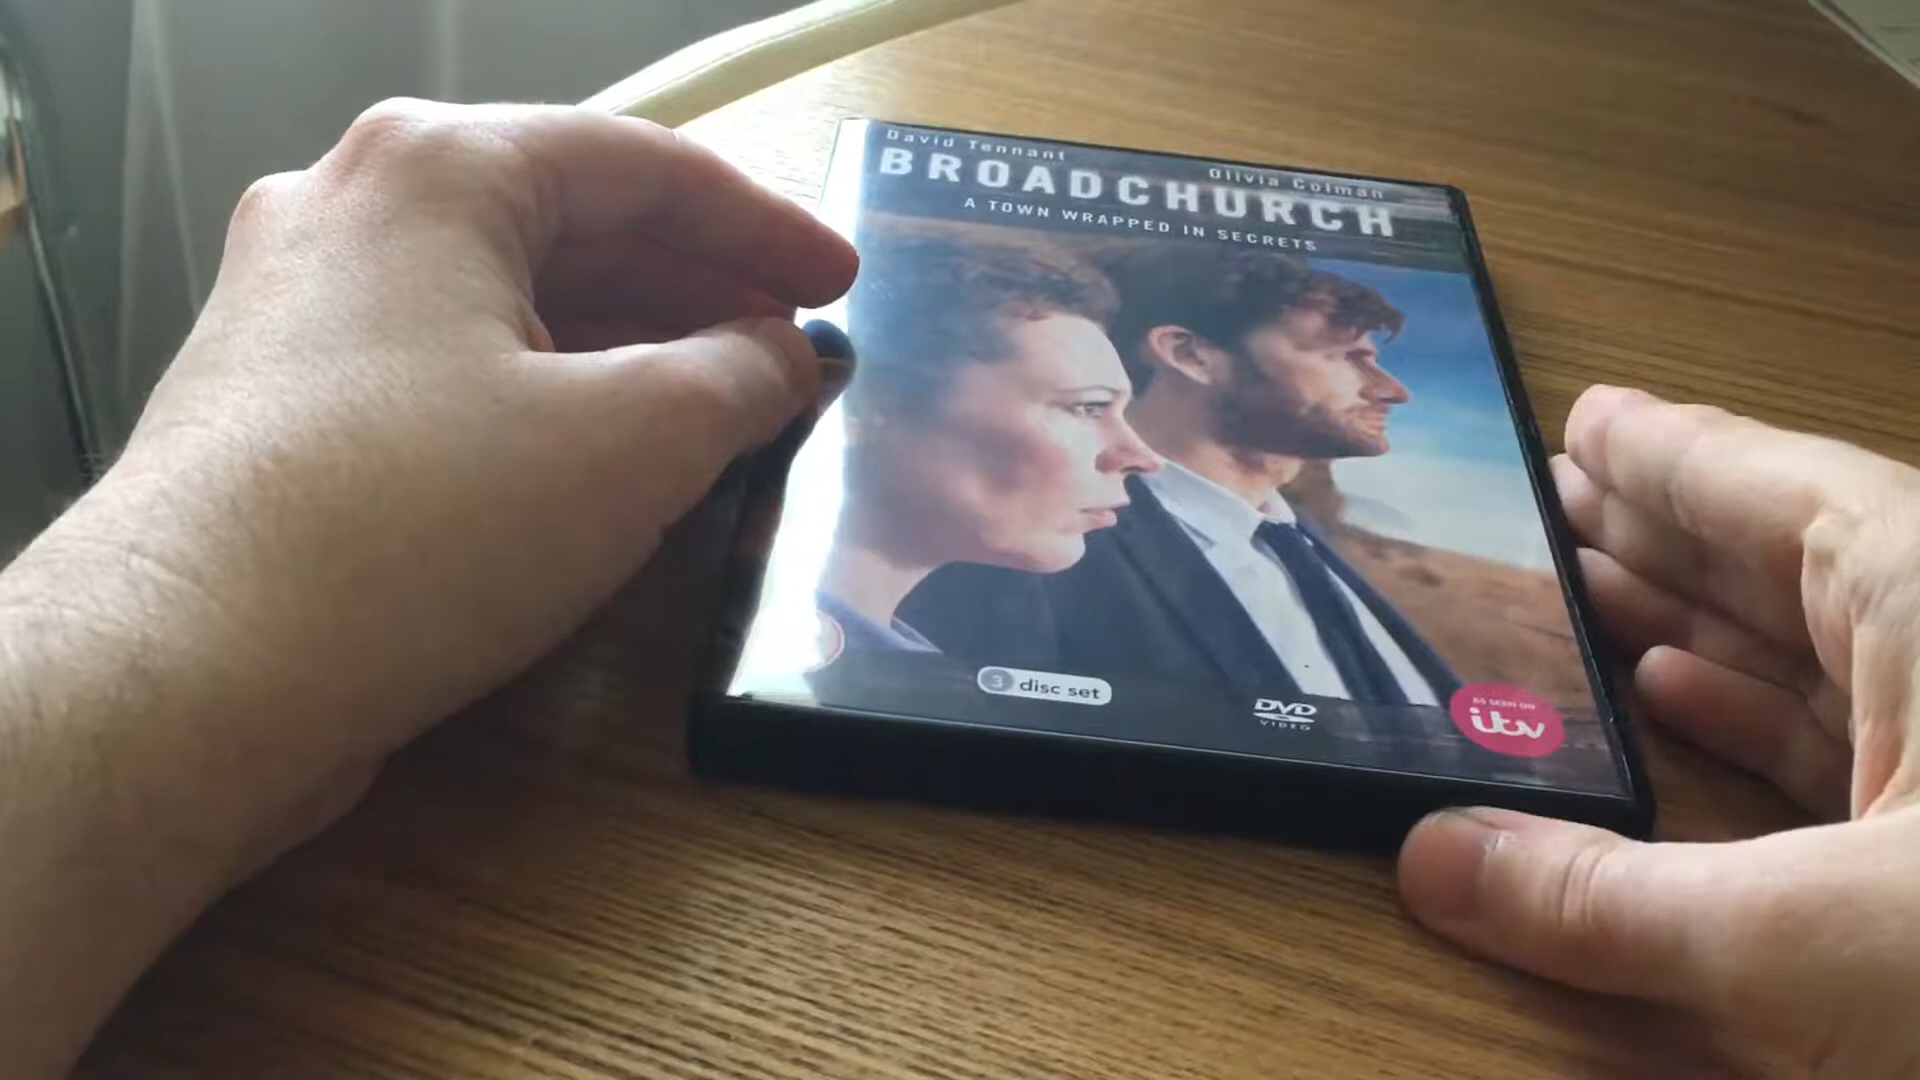 David Tennant
Olivia Colman
BROADCHURCH
A TOWN WRAPPED IN SECRETS
3 disc set
DVD
VIDEO
AS SEEN ON
itv